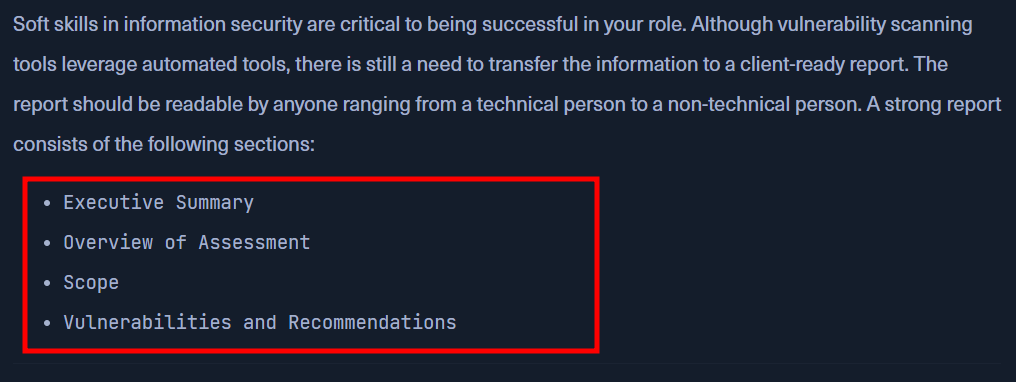 Soft skills in information security are critical to being successful in your role. Although vulnerability scanning
tools leverage automated tools, there is still a need to transfer the information to a client-ready report. The
report should be readable by anyone ranging from a technical person to a non-technical person. A strong report
consists of the following sections:
• Executive Summary
• Overview of Assessment
• Scope
• Vulnerabilities and Recommendations